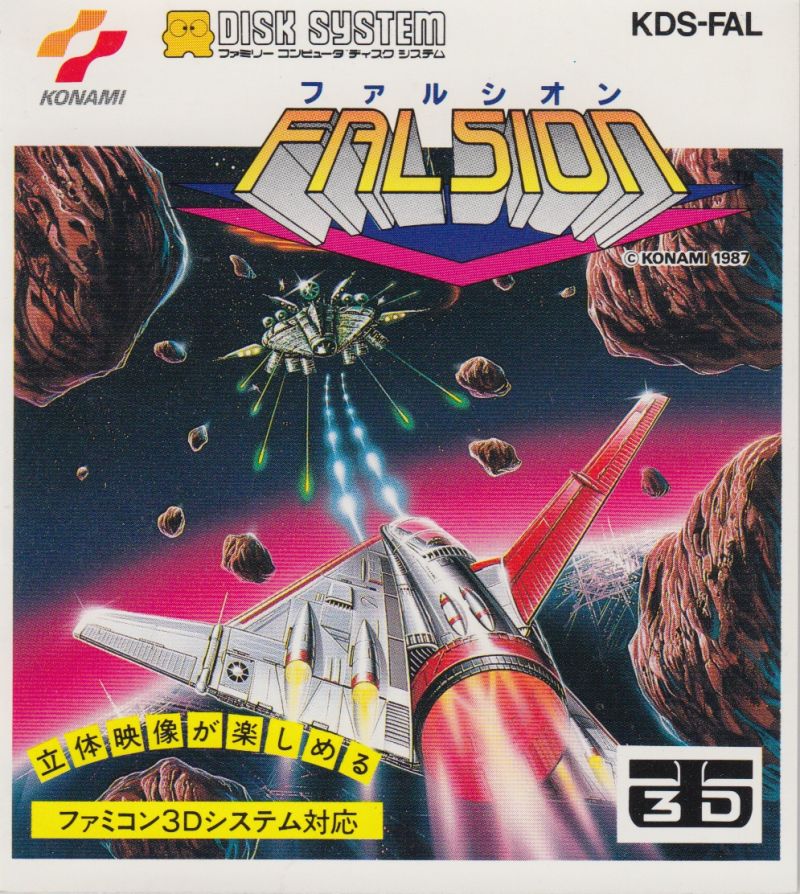 KONAMI
DISK SYSTEM
ファミリー コンピュータ ディスク システム
KDS-FAL
ファルシオン
FALSION
TM
© KONAMI 1987
立体映像が楽しめる
ファミコン3Dシステム対応
3D